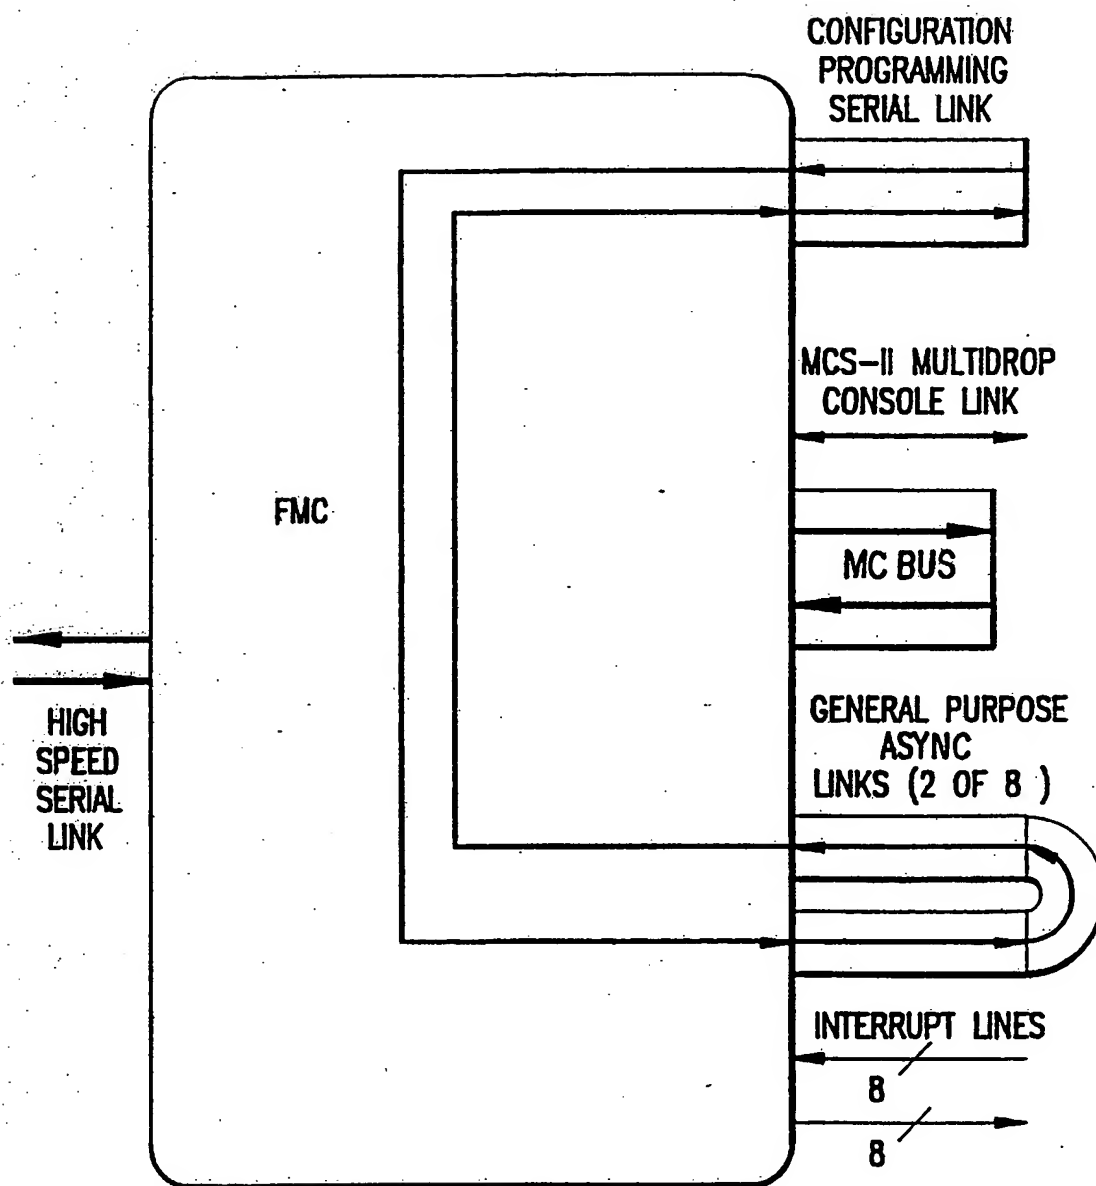 CONFIGURATION
PROGRAMMING
SERIAL LINK
MCS-II MULTIDROP
CONSOLE LINK
FMC
MC BUS
HIGH
SPEED
SERIAL
LINK
GENERAL PURPOSE
ASYNC
LINKS (2 OF 8 )
INTERRUPT LINES
8
8